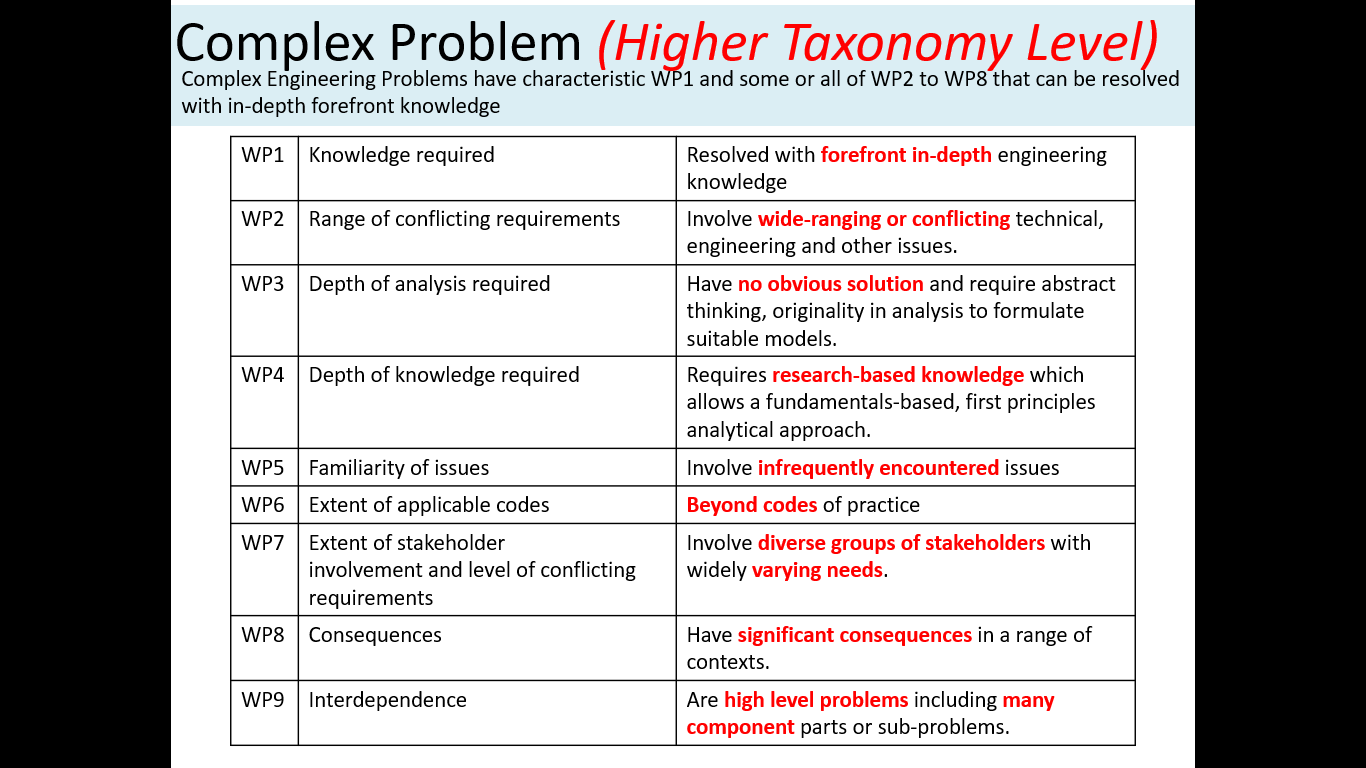 Complex Problem (Higher Taxonomy Level)
Complex Engineering Problems have characteristic WP1 and some or all of WP2 to WP8 that can be resolved
with in-depth forefront knowledge
WP1 Knowledge required Resolved with forefront in-depth engineering
knowledge
WP2 Range of conflicting requirements Involve wide-ranging or conflicting technical,
engineering and other issues.
WP3 Depth of analysis required Have no obvious solution and require abstract
thinking, originality in analysis to formulate
suitable models.
WP4 Depth of knowledge required Requires research-based knowledge which
allows a fundamentals-based, first principles
analytical approach.
WP5 Familiarity of issues Involve infrequently encountered issues
WP6 Extent of applicable codes Beyond codes of practice
WP7 Extent of stakeholder Involve diverse groups of stakeholders with
involvement and level of conflicting widely varying needs.
requirements
WP8 Consequences Have significant consequences in a range of
contexts.
WP9 Interdependence Are high level problems including many
component parts or sub-problems.